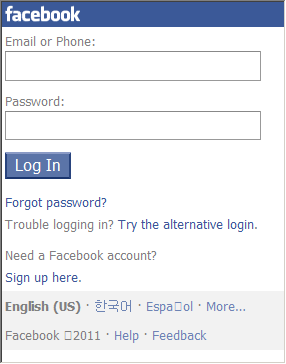 facebook
Email or Phone:
Password:
Log In
Forgot password?
Trouble logging in? Try the alternative login.
Need a Facebook account?
Sign up here.
English (US) · 한국어 · Espa▯ol · More...
Facebook ▯2011 · Help · Feedback